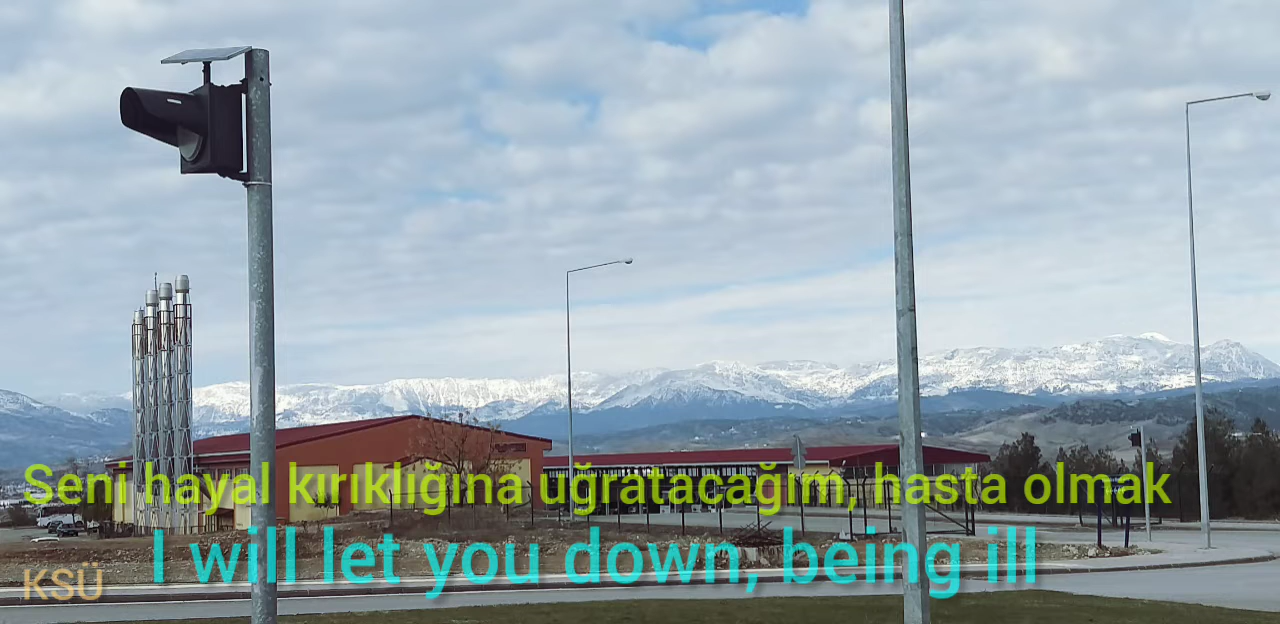 Seni hayal kırıklığına uğratacağım, hasta olmak
I will let you down, being ill
KSÜ